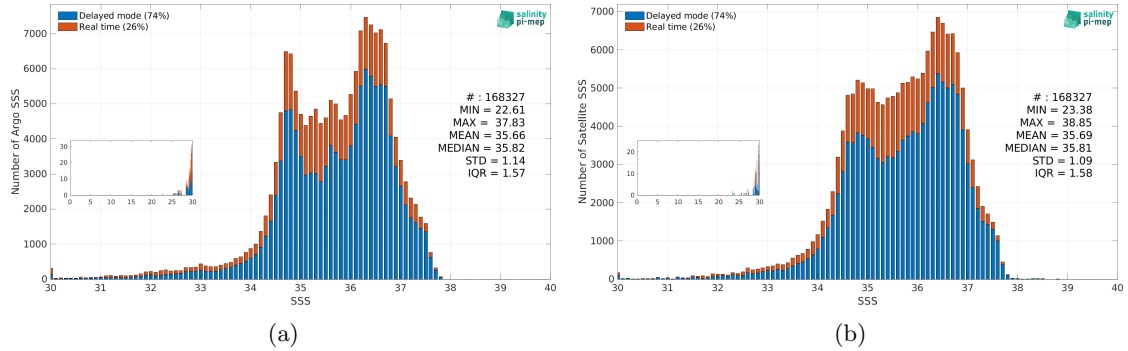 Delayed mode (74%)
Real time (26%)
salinity
pi-mep
Number of Argo SSS
7000
6000
5000
4000
3000
2000
1000
0
# : 168327
MIN = 22.61
MAX = 37.83
MEAN = 35.66
MEDIAN = 35.82
STD = 1.14
IQR = 1.57
30
20
10
0
0 5 10 15 20 25 30
30 31 32 33 34 35 36 37 38 39 40
SSS
(a)
Delayed mode (74%)
Real time (26%)
salinity
pi-mep
Number of Satellite SSS
7000
6000
5000
4000
3000
2000
1000
0
# : 168327
MIN = 23.38
MAX = 38.85
MEAN = 35.69
MEDIAN = 35.81
STD = 1.09
IQR = 1.58
20
10
0
0 5 10 15 20 25 30
30 31 32 33 34 35 36 37 38 39 40
SSS
(b)